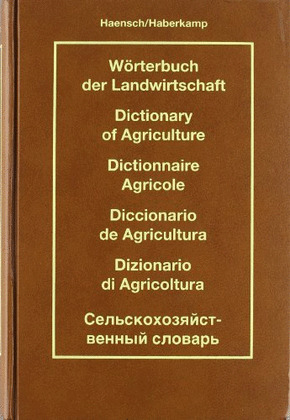 Haensch/Haberkamp
Wörterbuch
der Landwirtschaft
Dictionary
of Agriculture
Dictionnaire
Agricole
Diccionario
de Agricultura
Dizionario
di Agricoltura
Сельскохозяйст-
венный словарь